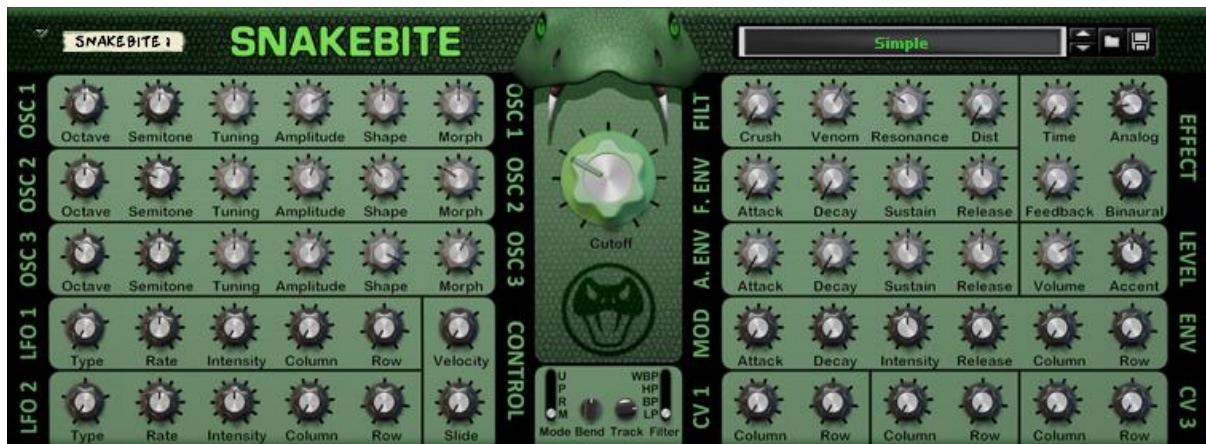 SNAKEBITE 1
SNAKEBITE
Simple
OSC 1
Octave Semitone Tuning Amplitude Shape Morph
OSC 1
OSC 2
Octave Semitone Tuning Amplitude Shape Morph
OSC 2
OSC 3
Octave Semitone Tuning Amplitude Shape Morph
OSC 3
LFO 1
Type Rate Intensity Column Row
Velocity
LFO 2
Type Rate Intensity Column Row
Slide
CONTROL
Cutoff
U
P
R
M
Mode Bend Track Filter
WBP
HP
BP
LP
FILT
Crush Venom Resonance Dist
Time Analog
EFFECT
F. ENV
Attack Decay Sustain Release
Feedback Binaural
A. ENV
Attack Decay Sustain Release
Volume Accent
LEVEL
MOD
Attack Decay Intensity Release Column Row
ENV
CV 1
Column Row Column Row Column Row
CV 3